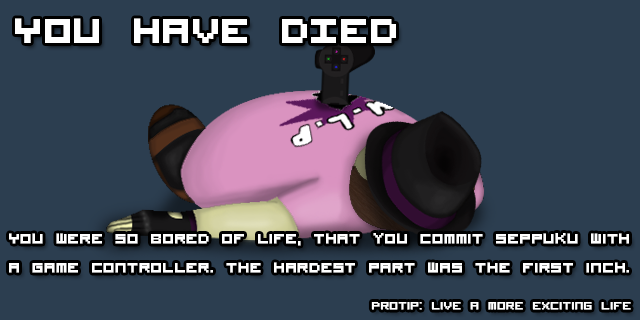 YOU HAVE DIED
M.L.P
YOU WERE SO BORED OF LIFE, THAT YOU COMMIT SEPPUKU WITH
A GAME CONTROLLER. THE HARDEST PART WAS THE FIRST INCH.
PROTIP: LIVE A MORE EXCITING LIFE